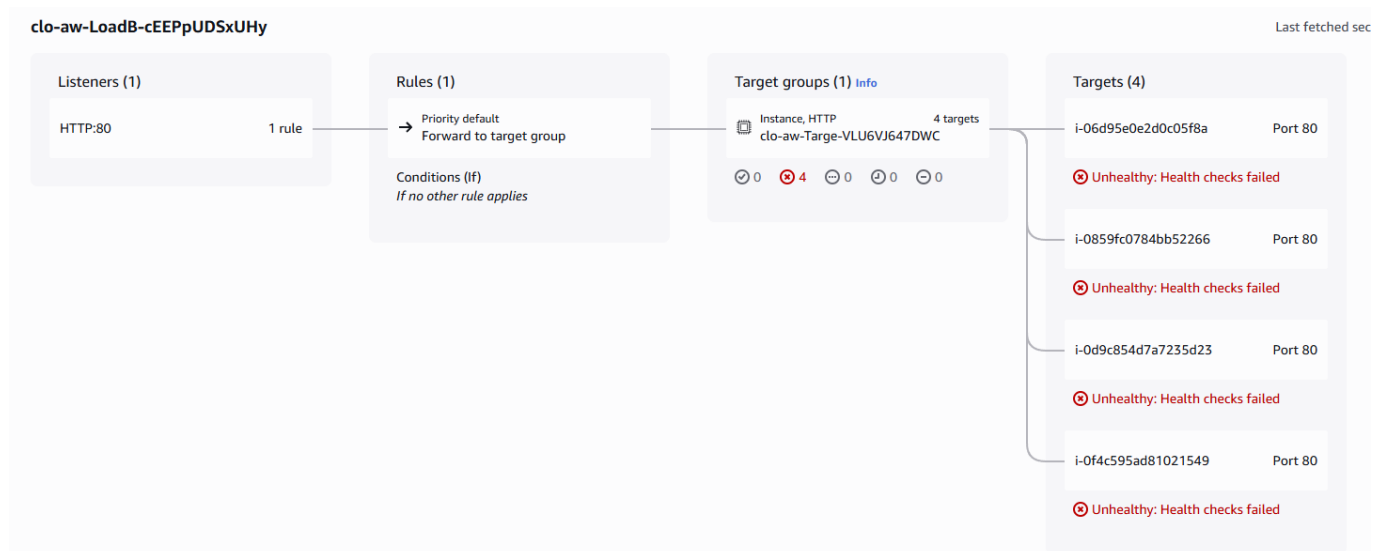 clo-aw-LoadB-cEEPpUDSxUHy
Last fetched sec
Listeners (1)
HTTP:80
1 rule
Rules (1)
Priority default
Forward to target group
Conditions (If)
If no other rule applies
Target groups (1) Info
Instance, HTTP
4 targets
clo-aw-Targe-VLU6VJ647DWC
0
4
0
0
0
Targets (4)
i-06d95e0e2d0c05f8a
Port 80
Unhealthy: Health checks failed
i-0859fc0784bb52266
Port 80
Unhealthy: Health checks failed
i-0d9c854d7a7235d23
Port 80
Unhealthy: Health checks failed
i-0f4c595ad81021549
Port 80
Unhealthy: Health checks failed